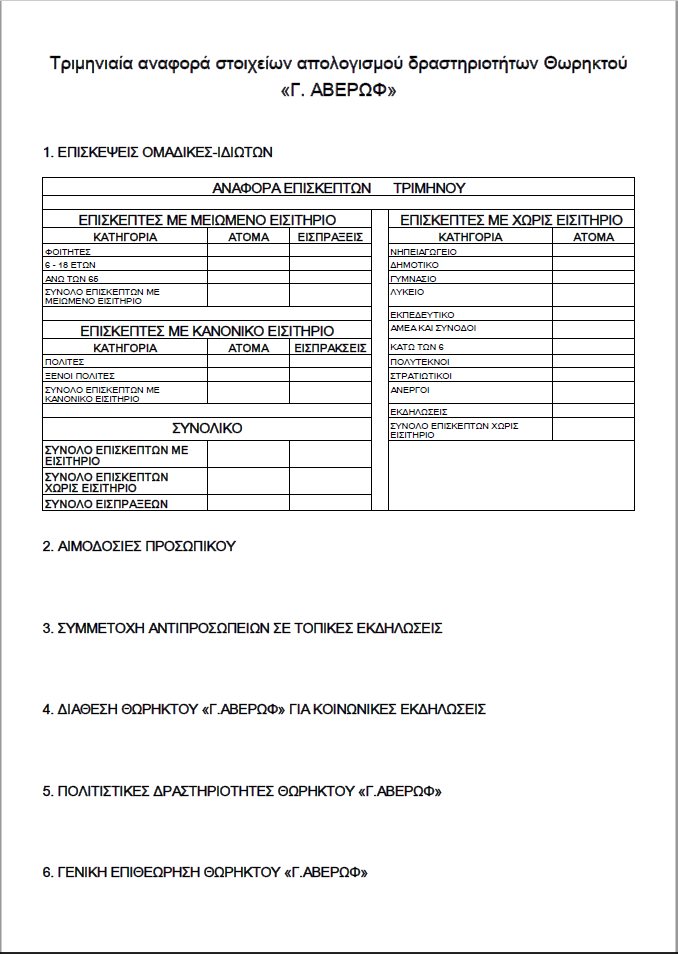 Τριμηνιαία αναφορά στοιχείων απολογισμού δραστηριοτήτων Θωρηκτού
«Γ. ΑΒΕΡΩΦ»
1. ΕΠΙΣΚΕΨΕΙΣ ΟΜΑΔΙΚΕΣ-ΙΔΙΩΤΩΝ
ΑΝΑΦΟΡΑ ΕΠΙΣΚΕΠΤΩΝ ΤΡΙΜΗΝΟΥ
ΕΠΙΣΚΕΠΤΕΣ ΜΕ ΜΕΙΩΜΕΝΟ ΕΙΣΙΤΗΡΙΟ
ΚΑΤΗΓΟΡΙΑ ΑΤΟΜΑ ΕΙΣΠΡΑΞΕΙΣ
ΦΟΙΤΗΤΕΣ
6 - 18 ΕΤΩΝ
ΑΝΩ ΤΩΝ 65
ΣΥΝΟΛΟ ΕΠΙΣΚΕΠΤΩΝ ΜΕ
ΜΕΙΩΜΕΝΟ ΕΙΣΙΤΗΡΙΟ
ΕΠΙΣΚΕΠΤΕΣ ΜΕ ΚΑΝΟΝΙΚΟ ΕΙΣΙΤΗΡΙΟ
ΚΑΤΗΓΟΡΙΑ ΑΤΟΜΑ ΕΙΣΠΡΑΚΣΕΙΣ
ΠΟΛΙΤΕΣ
ΞΕΝΟΙ ΠΟΛΙΤΕΣ
ΣΥΝΟΛΟ ΕΠΙΣΚΕΠΤΩΝ ΜΕ
ΚΑΝΟΝΙΚΟ ΕΙΣΙΤΗΡΙΟ
ΣΥΝΟΛΙΚΟ
ΣΥΝΟΛΟ ΕΠΙΣΚΕΠΤΩΝ ΜΕ
ΕΙΣΙΤΗΡΙΟ
ΣΥΝΟΛΟ ΕΠΙΣΚΕΠΤΩΝ
ΧΩΡΙΣ ΕΙΣΙΤΗΡΙΟ
ΣΥΝΟΛΟ ΕΙΣΠΡΑΞΕΩΝ
ΕΠΙΣΚΕΠΤΕΣ ΜΕ ΧΩΡΙΣ ΕΙΣΙΤΗΡΙΟ
ΚΑΤΗΓΟΡΙΑ ΑΤΟΜΑ
ΝΗΠΕΙΑΓΩΓΕΙΟ
ΔΗΜΟΤΙΚΟ
ΓΥΜΝΑΣΙΟ
ΛΥΚΕΙΟ
ΕΚΠΕΔΕΥΤΙΚΟ
ΑΜΕΑ ΚΑΙ ΣΥΝΟΔΟΙ
ΚΑΤΩ ΤΩΝ 6
ΠΟΛΥΤΕΚΝΟΙ
ΣΤΡΑΤΙΩΤΙΚΟΙ
ΑΝΕΡΓΟΙ
ΕΚΔΗΛΩΣΕΙΣ
ΣΥΝΟΛΟ ΕΠΙΣΚΕΠΤΩΝ ΧΩΡΙΣ
ΕΙΣΙΤΗΡΙΟ
2. ΑΙΜΟΔΟΣΙΕΣ ΠΡΟΣΩΠΙΚΟΥ
3. ΣΥΜΜΕΤΟΧΗ ΑΝΤΙΠΡΟΣΩΠΕΙΩΝ ΣΕ ΤΟΠΙΚΕΣ ΕΚΔΗΛΩΣΕΙΣ
4. ΔΙΑΘΕΣΗ ΘΩΡΗΚΤΟΥ «Γ.ΑΒΕΡΩΦ» ΓΙΑ ΚΟΙΝΩΝΙΚΕΣ ΕΚΔΗΛΩΣΕΙΣ
5. ΠΟΛΙΤΙΣΤΙΚΕΣ ΔΡΑΣΤΗΡΙΟΤΗΤΕΣ ΘΩΡΗΚΤΟΥ «Γ.ΑΒΕΡΩΦ»
6. ΓΕΝΙΚΗ ΕΠΙΘΕΩΡΗΣΗ ΘΩΡΗΚΤΟΥ «Γ.ΑΒΕΡΩΦ»